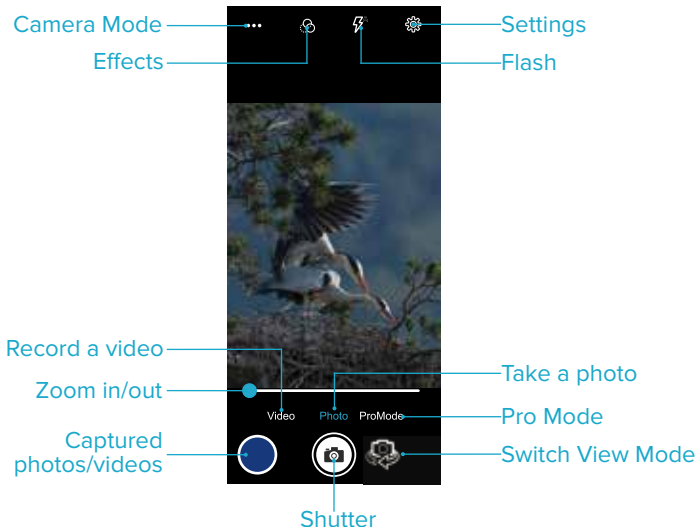 Camera Mode
Settings
Effects
Flash
Record a video
Take a photo
Zoom in/out
Video Photo ProMode
Pro Mode
Captured
photos/videos
Switch View Mode
Shutter